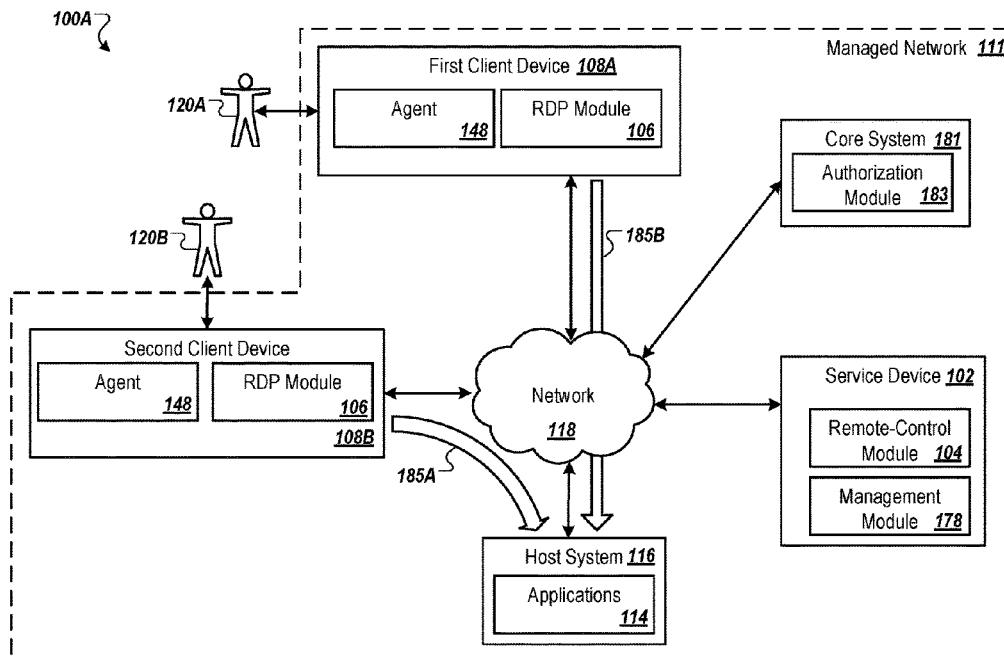 100A
Managed Network 111
First Client Device 108A
Agent
148
RDP Module
106
120A
Core System 181
Authorization
Module
183
120B
185B
Second Client Device
Agent
148
RDP Module
106
108B
Network
118
185A
Service Device 102
Remote-Control
Module
104
Management
Module
178
Host System 116
Applications
114